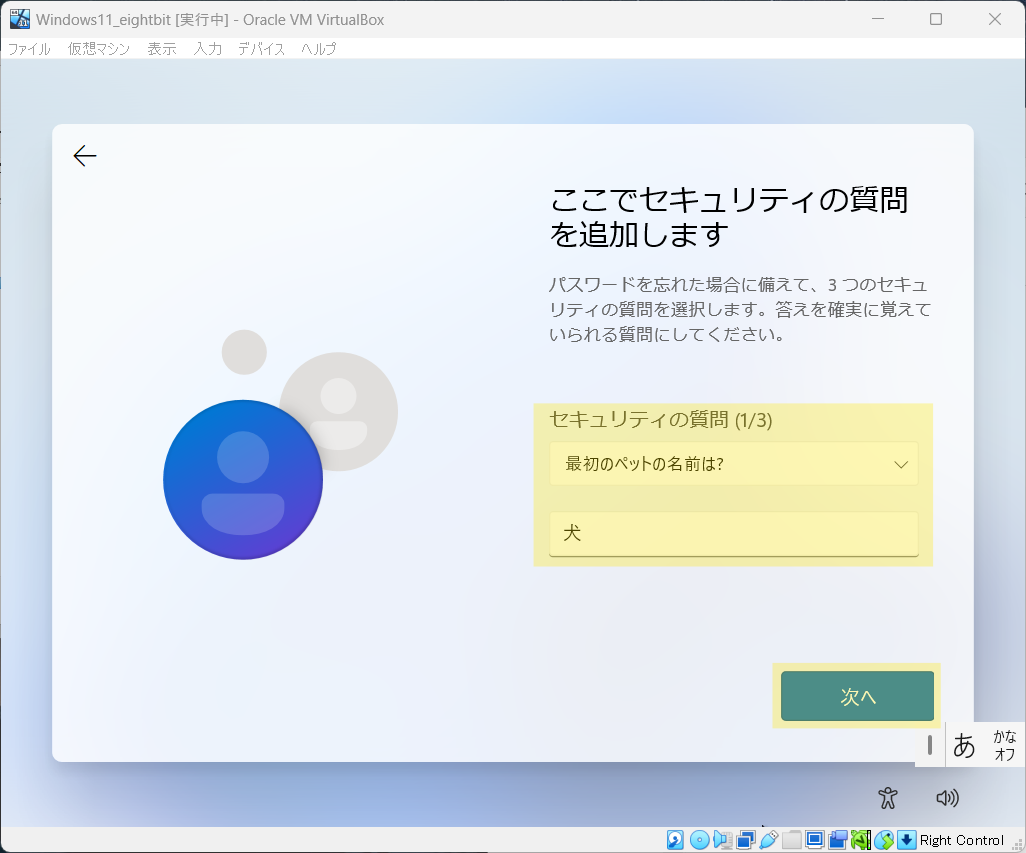 Windows11_eightbit [実行中] - Oracle VM VirtualBox
ファイル 仮想マシン 表示 入力 デバイス ヘルプ
ここでセキュリティの質問
を追加します
パスワードを忘れた場合に備えて、3 つのセキュ
リティの質問を選択します。答えを確実に覚えて
いられる質問にしてください。
セキュリティの質問 (1/3)
最初のペットの名前は?
犬
次へ
あ かな
オフ
Right Control